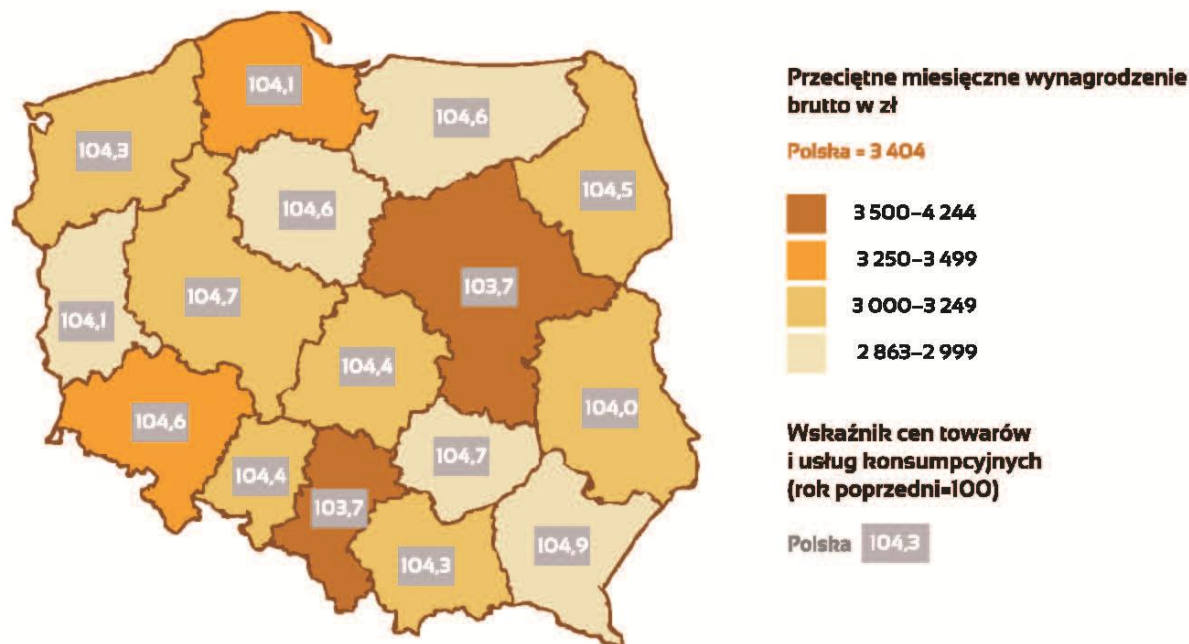 104,1
104,6
104,3
104,5
104,6
104,7
103,7
104,1
104,4
104,6
104,0
104,4
104,7
103,7
104,9
104,3
Przeciętne miesięczne wynagrodzenie
brutto w zł
Polska = 3 404
3 500–4 244
3 250–3 499
3 000–3 249
2 863–2 999
Wskaźnik cen towarów
i usług konsumpcyjnych
(rok poprzedni=100)
Polska 104,3